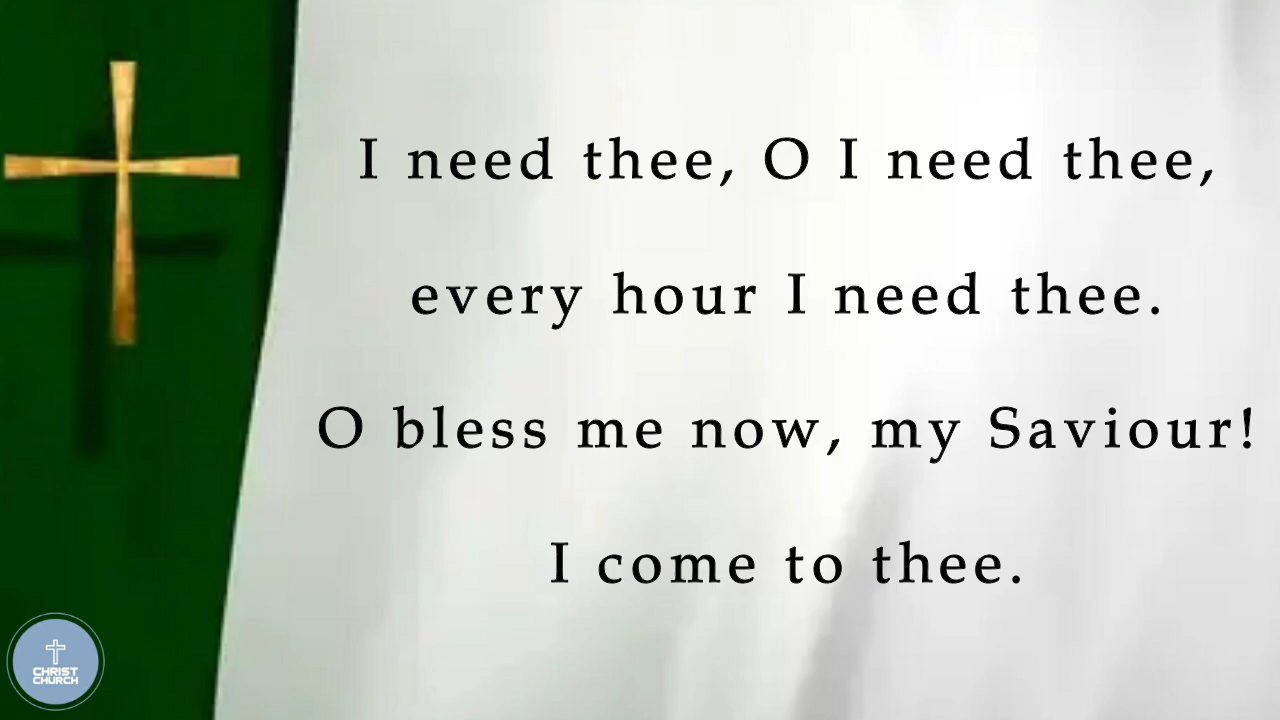 I need thee, O I need thee,
every hour I need thee.
O bless me now, my Saviour!
I come to thee.
CHRIST
CHURCH